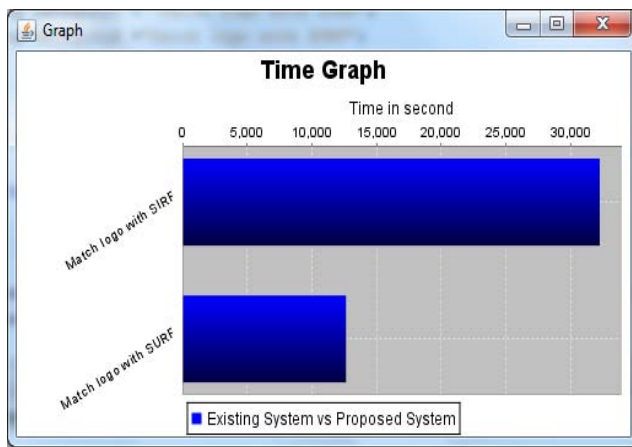 Graph
Time Graph
Time in second
0 5,000 10,000 15,000 20,000 25,000 30,000
Match logo with SIRF
Match logo with SURF
Existing System vs Proposed System